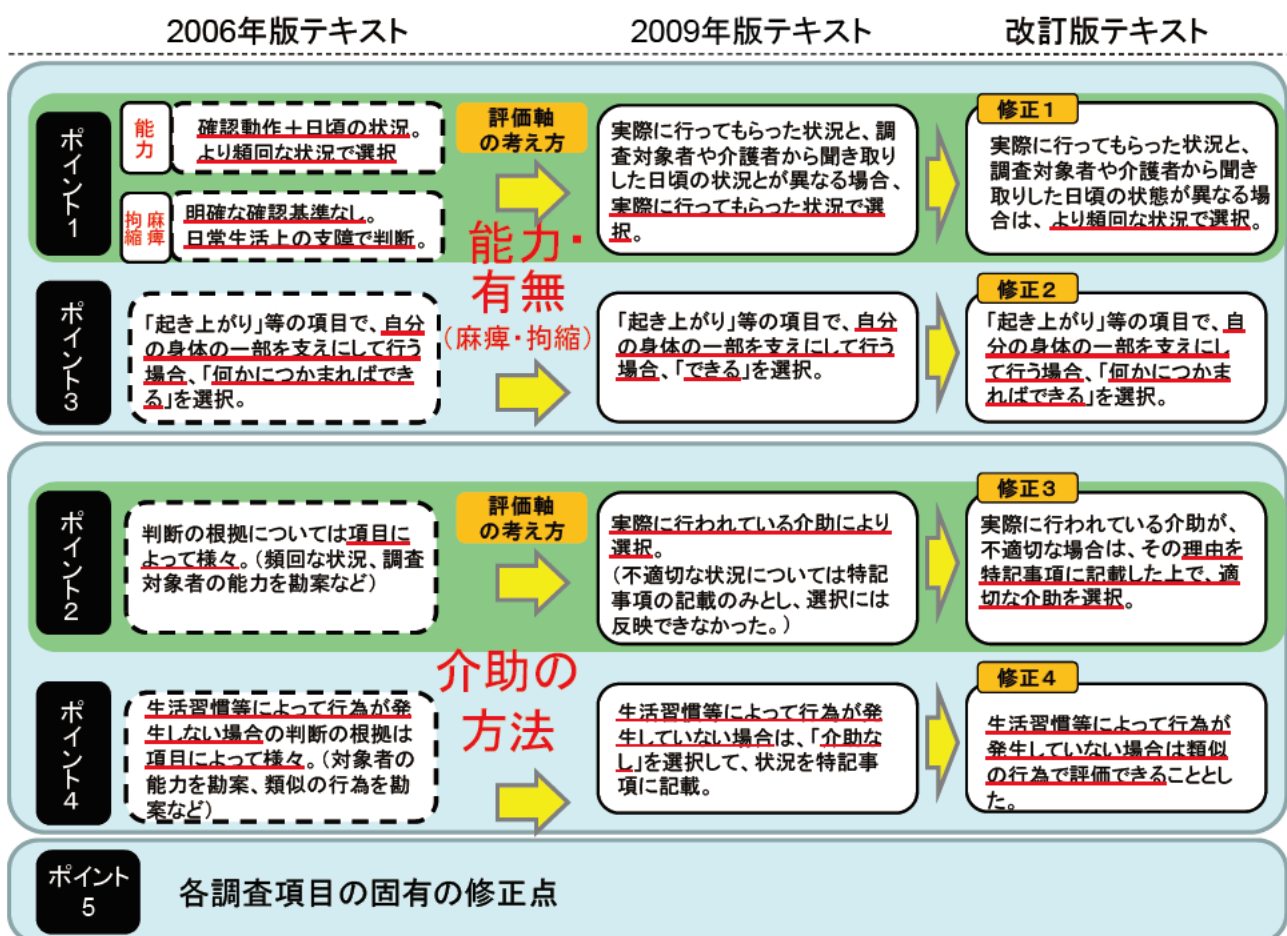 2006年版テキスト
2009年版テキスト
改訂版テキスト
ポイント1
能力
確認動作+日頃の状況。
より頻回な状況で選択
麻痺
拘縮
明確な確認基準なし。
日常生活上の支障で判断。
評価軸
の考え方
実際に行ってもらった状況と、調
査対象者や介護者から聞き取り
した日頃の状況とが異なる場合、
実際に行ってもらった状況で選
択。
修正1
実際に行ってもらった状況と、
調査対象者や介護者から聞き
取りした日頃の状態が異なる場
合は、より頻回な状況で選択。
能力・
有無
(麻痺・拘縮)
ポイント3
「起き上がり」等の項目で、自分
の身体の一部を支えにして行う
場合、「何かにつかまればでき
る」を選択。
「起き上がり」等の項目で、自分
の身体の一部を支えにして行う
場合、「できる」を選択。
修正2
「起き上がり」等の項目で、自
分の身体の一部を支えにし
て行う場合、「何かにつかま
ればできる」を選択。
ポイント2
判断の根拠については項目に
よって様々。(頻回な状況、調査
対象者の能力を勘案など)
評価軸
の考え方
実際に行われている介助により
選択。
(不適切な状況については特記
事項の記載のみとし、選択には
反映できなかった。)
修正3
実際に行われている介助が、
不適切な場合は、その理由を
特記事項に記載した上で、適
切な介助を選択。
介助の
方法
ポイント4
生活習慣等によって行為が発
生しない場合の判断の根拠は
項目によって様々。(対象者の
能力を勘案、類似の行為を勘
案など)
生活習慣等によって行為が発
生していない場合は、「介助な
し」を選択して、状況を特記事
項に記載。
修正4
生活習慣等によって行為が
発生していない場合は類似
の行為で評価できることとし
た。
ポイント
5
各調査項目の固有の修正点